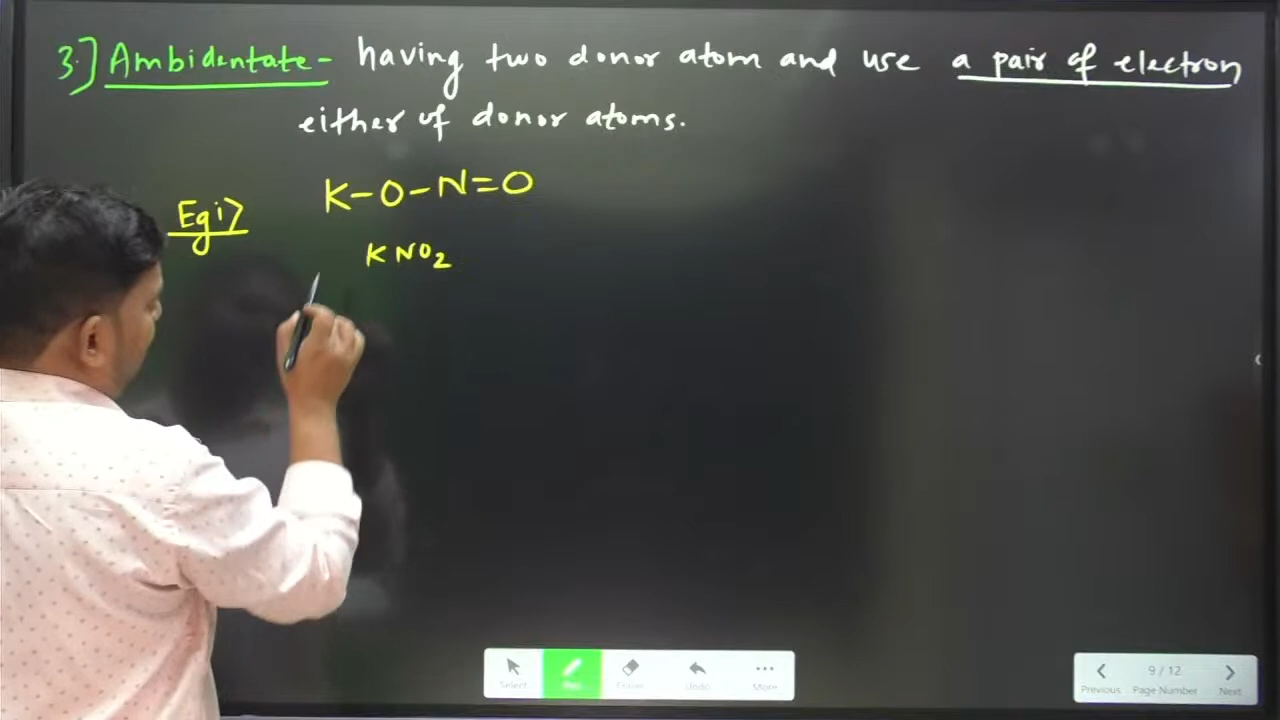 3.] Ambidentate- having two donor atom and use a pair of electron
either of donor atoms.
Eg i> K-O-N=O
KNO2
Select Pen Eraser Undo More
Previous 9 / 12 Page Number Next